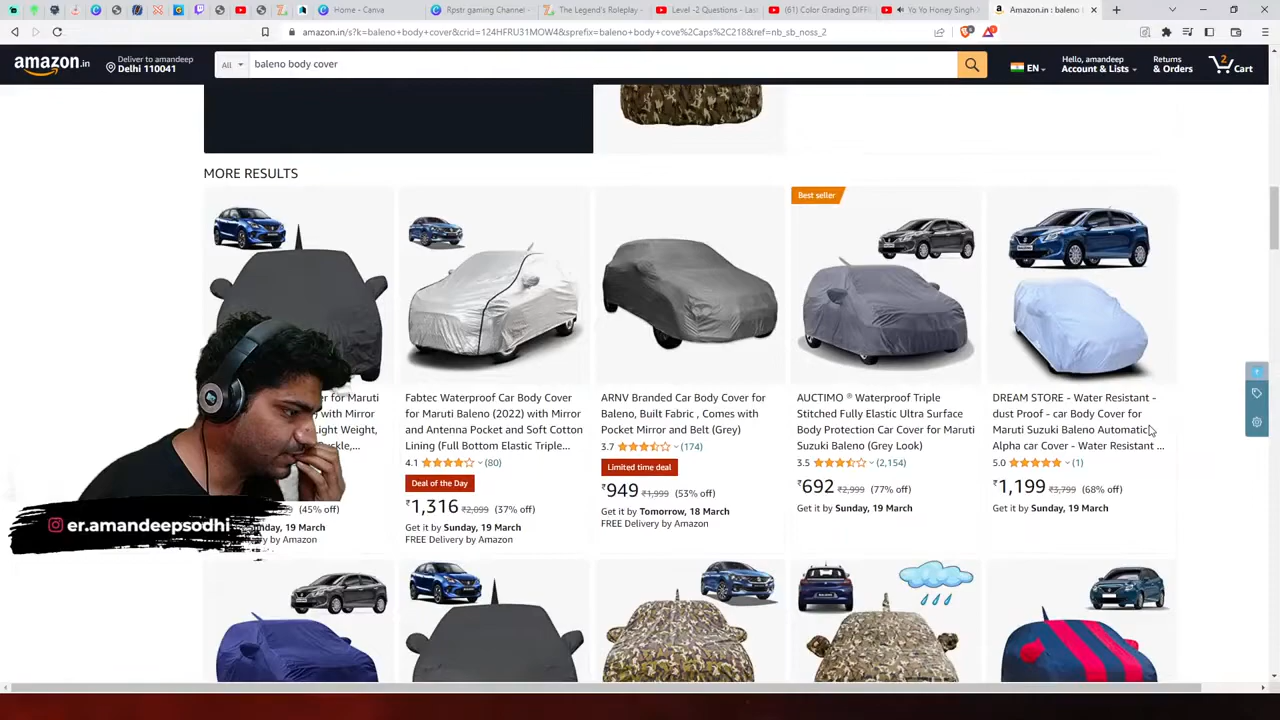 Home - Canva
Rpstr gaming Channel -
The Legend's Roleplay -
Level -2 Questions - Las
(61) Color Grading DIFF
Yo Yo Honey Singh
Amazon.in : baleno b
amazon.in/s?k=baleno+body+cover&crid=124HFRU31MOW4&sprefix=baleno+body+cove%2Caps%2C218&ref=nb_sb_noss_2
amazon.in
Deliver to amandeep
Delhi 110041
All
baleno body cover
EN
Hello, amandeep
Account & Lists
Returns
& Orders
2
Cart
MORE RESULTS
Best seller
er for Maruti
with Mirror
Light Weight,
(45% off)
19 March
by Amazon
Fabtec Waterproof Car Body Cover
for Maruti Baleno (2022) with Mirror
and Antenna Pocket and Soft Cotton
Lining (Full Bottom Elastic Triple...
4.1 (80)
Deal of the Day
₹1,316 ₹2,099 (37% off)
Get it by Sunday, 19 March
FREE Delivery by Amazon
ARNV Branded Car Body Cover for
Baleno, Built Fabric , Comes with
Pocket Mirror and Belt (Grey)
3.7 (174)
Limited time deal
₹949 ₹1,999 (53% off)
Get it by Tomorrow, 18 March
FREE Delivery by Amazon
AUCTIMO ® Waterproof Triple
Stitched Fully Elastic Ultra Surface
Body Protection Car Cover for Maruti
Suzuki Baleno (Grey Look)
3.5 (2,154)
₹692 ₹2,999 (77% off)
Get it by Sunday, 19 March
DREAM STORE - Water Resistant -
dust Proof - car Body Cover for
Maruti Suzuki Baleno Automatic
Alpha car Cover - Water Resistant ...
5.0 (1)
₹1,199 ₹3,799 (68% off)
Get it by Sunday, 19 March
er.amandeepsodhi